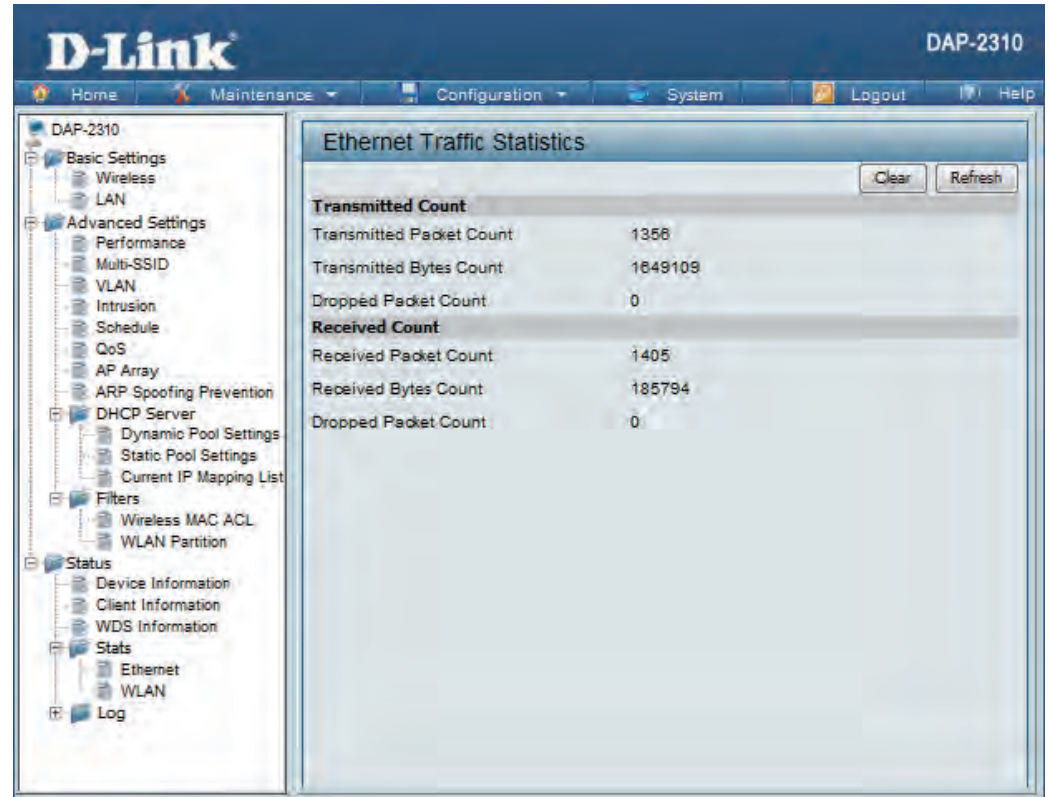 D-Link
DAP-2310
Home Maintenance Configuration System Logout Help
DAP-2310
Basic Settings
Wireless
LAN
Advanced Settings
Performance
Multi-SSID
VLAN
Intrusion
Schedule
QoS
AP Array
ARP Spoofing Prevention
DHCP Server
Dynamic Pool Settings
Static Pool Settings
Current IP Mapping List
Filters
Wireless MAC ACL
WLAN Partition
Status
Device Information
Client Information
WDS Information
Stats
Ethernet
WLAN
Log
Ethernet Traffic Statistics
Clear Refresh
Transmitted Count
Transmitted Packet Count 1356
Transmitted Bytes Count 1649109
Dropped Packet Count 0
Received Count
Received Packet Count 1405
Received Bytes Count 185794
Dropped Packet Count 0